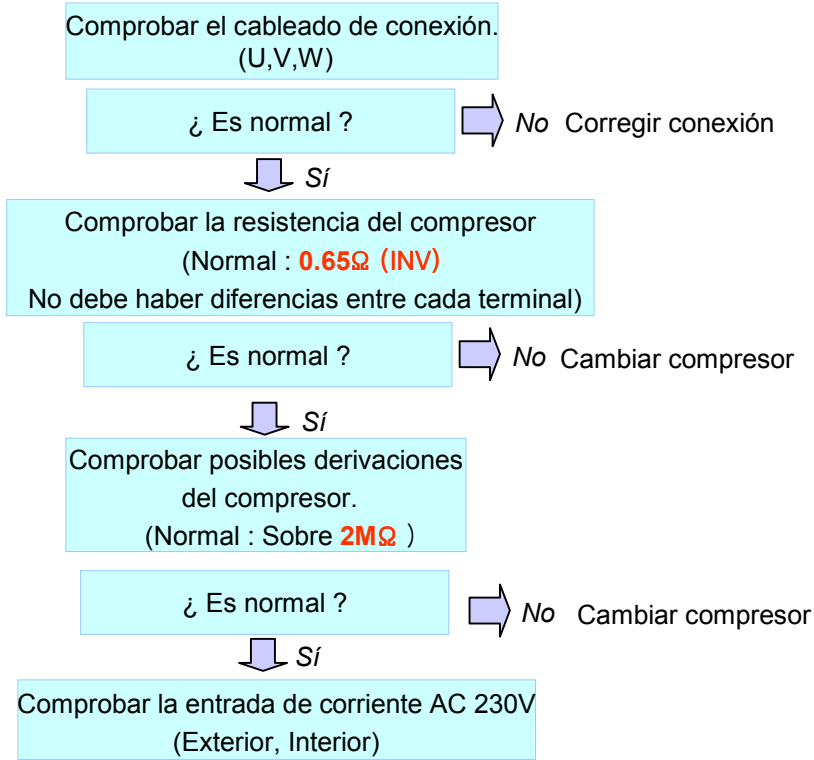 Comprobar el cableado de conexión.
(U,V,W)
¿ Es normal ?
No Corregir conexión
Sí
Comprobar la resistencia del compresor
(Normal : 0.65Ω (INV)
No debe haber diferencias entre cada terminal)
¿ Es normal ?
No Cambiar compresor
Sí
Comprobar posibles derivaciones
del compresor.
(Normal : Sobre 2MΩ )
¿ Es normal ?
No Cambiar compresor
Sí
Comprobar la entrada de corriente AC 230V
(Exterior, Interior)